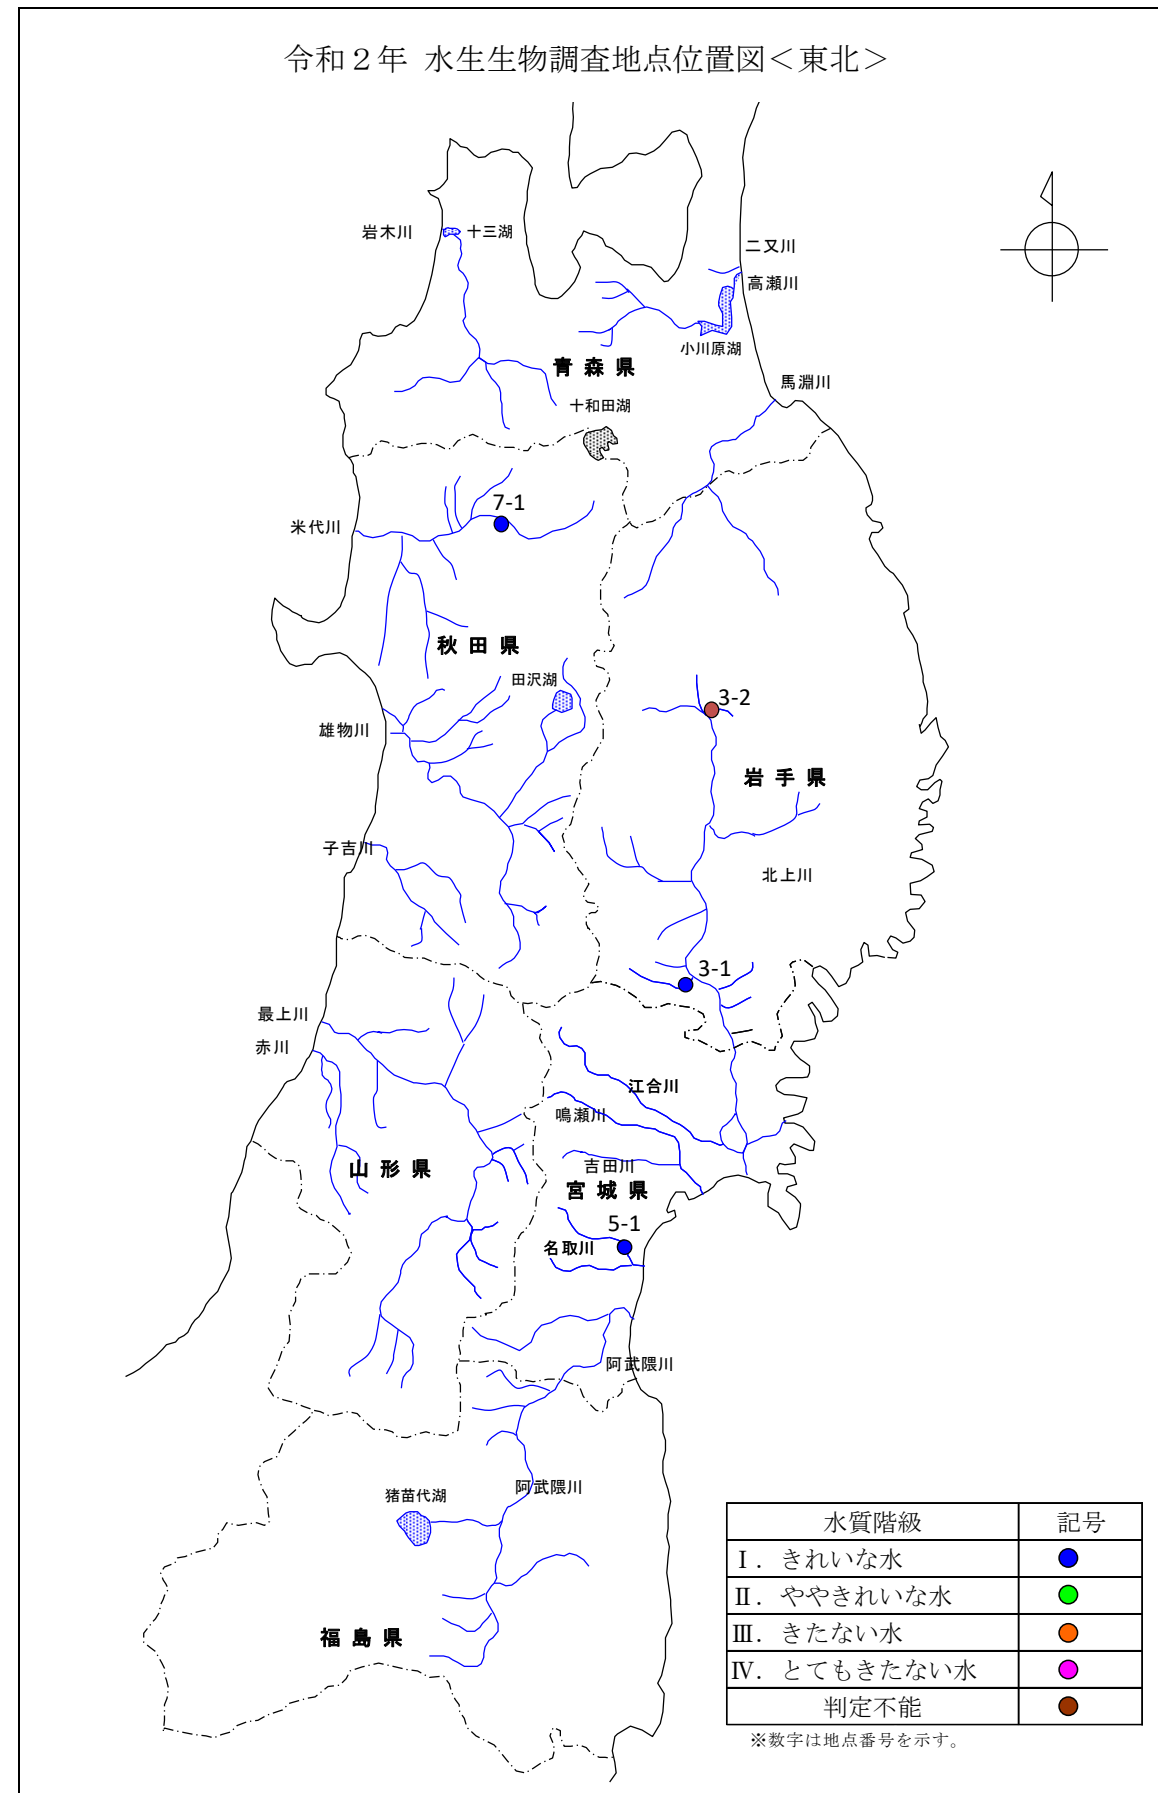 令和２年 水生生物調査地点位置図＜東北＞
岩木川
十三湖
二又川
高瀬川
小川原湖
青森県
馬淵川
十和田湖
7-1
米代川
秋田県
田沢湖
3-2
雄物川
岩手県
子吉川
北上川
3-1
最上川
赤川
江合川
鳴瀬川
山形県
吉田川
宮城県
5-1
名取川
阿武隈川
阿武隈川
猪苗代湖
福島県
水質階級 記号
Ⅰ．きれいな水
Ⅱ．ややきれいな水
Ⅲ．きたない水
Ⅳ．とてもきたない水
判定不能
※数字は地点番号を示す。